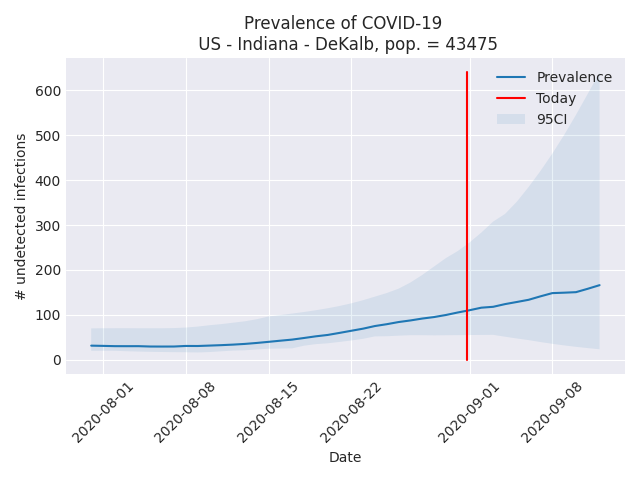 Prevalence of COVID-19
US - Indiana - DeKalb, pop. = 43475
Prevalence
Today
95CI
# undetected infections
600
500
400
300
200
100
0
2020-08-01
2020-08-08
2020-08-15
2020-08-22
2020-09-01
2020-09-08
Date